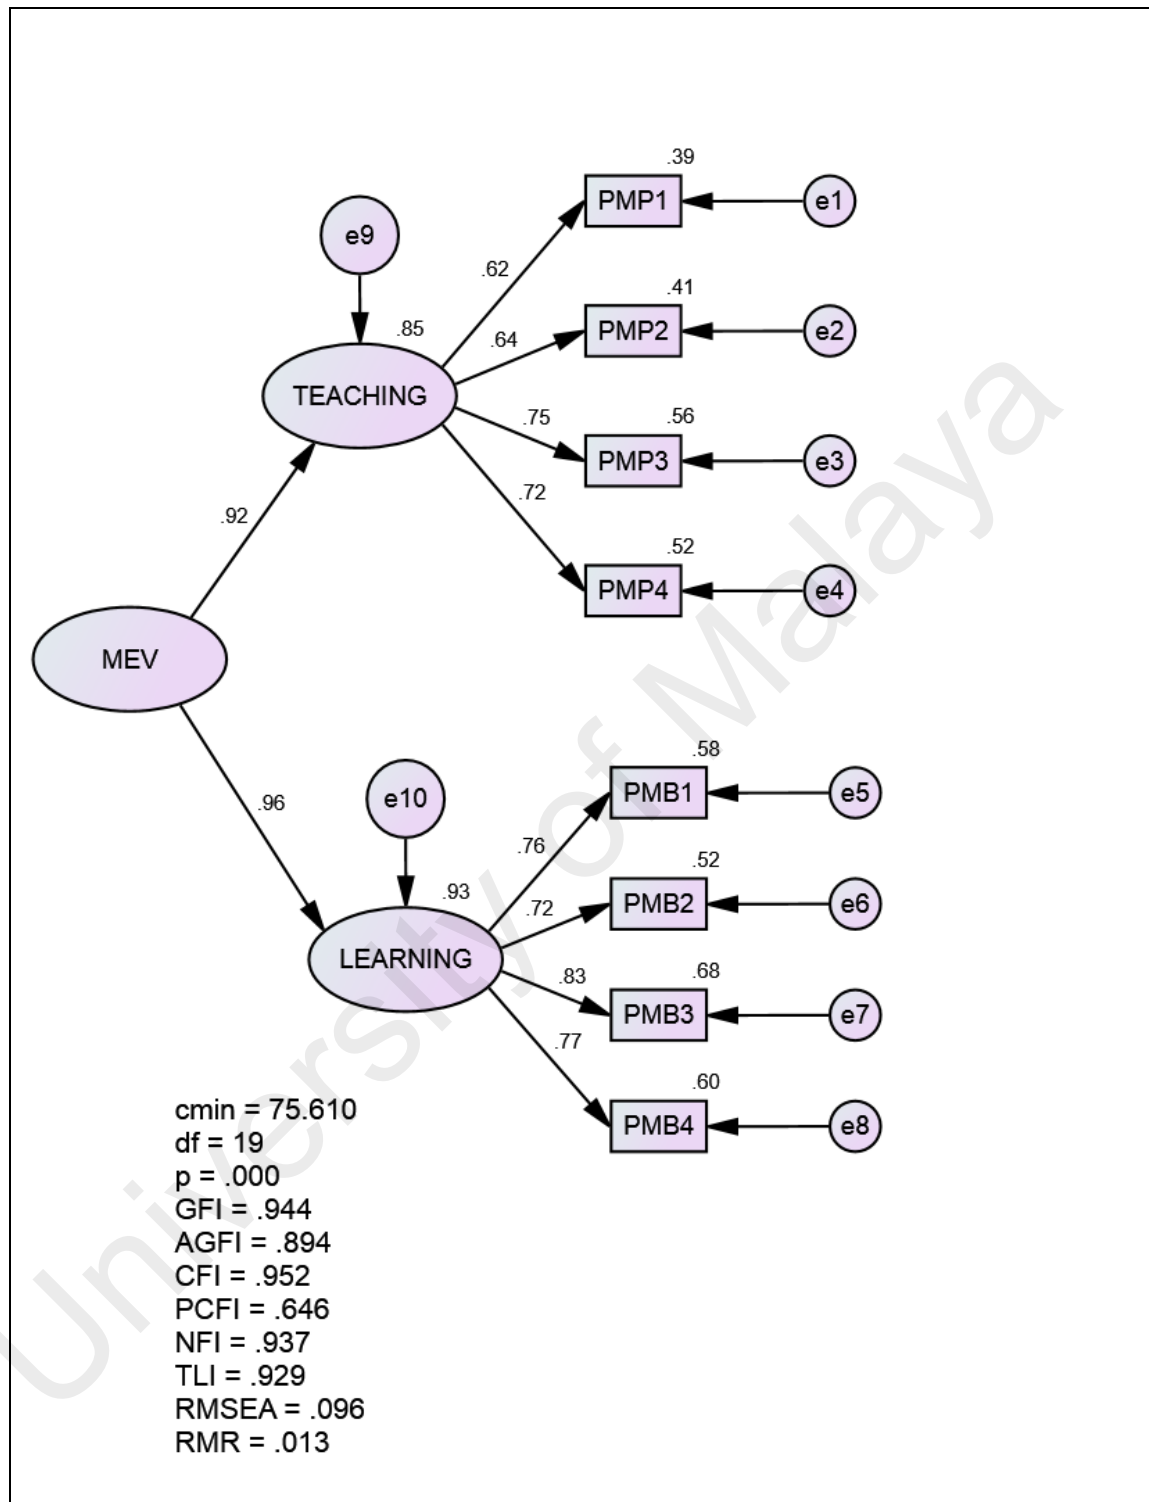 .39
PMP1
e1
e9
.62
.41
.85
.64
PMP2
e2
TEACHING
.75
.56
PMP3
e3
.72
.52
PMP4
e4
.92
MEV
.96
.58
e10
PMB1
e5
.76
.52
.93
.72
PMB2
e6
LEARNING
.83
.68
PMB3
e7
.77
.60
PMB4
e8
cmin = 75.610
df = 19
p = .000
GFI = .944
AGFI = .894
CFI = .952
PCFI = .646
NFI = .937
TLI = .929
RMSEA = .096
RMR = .013
University of Malaya